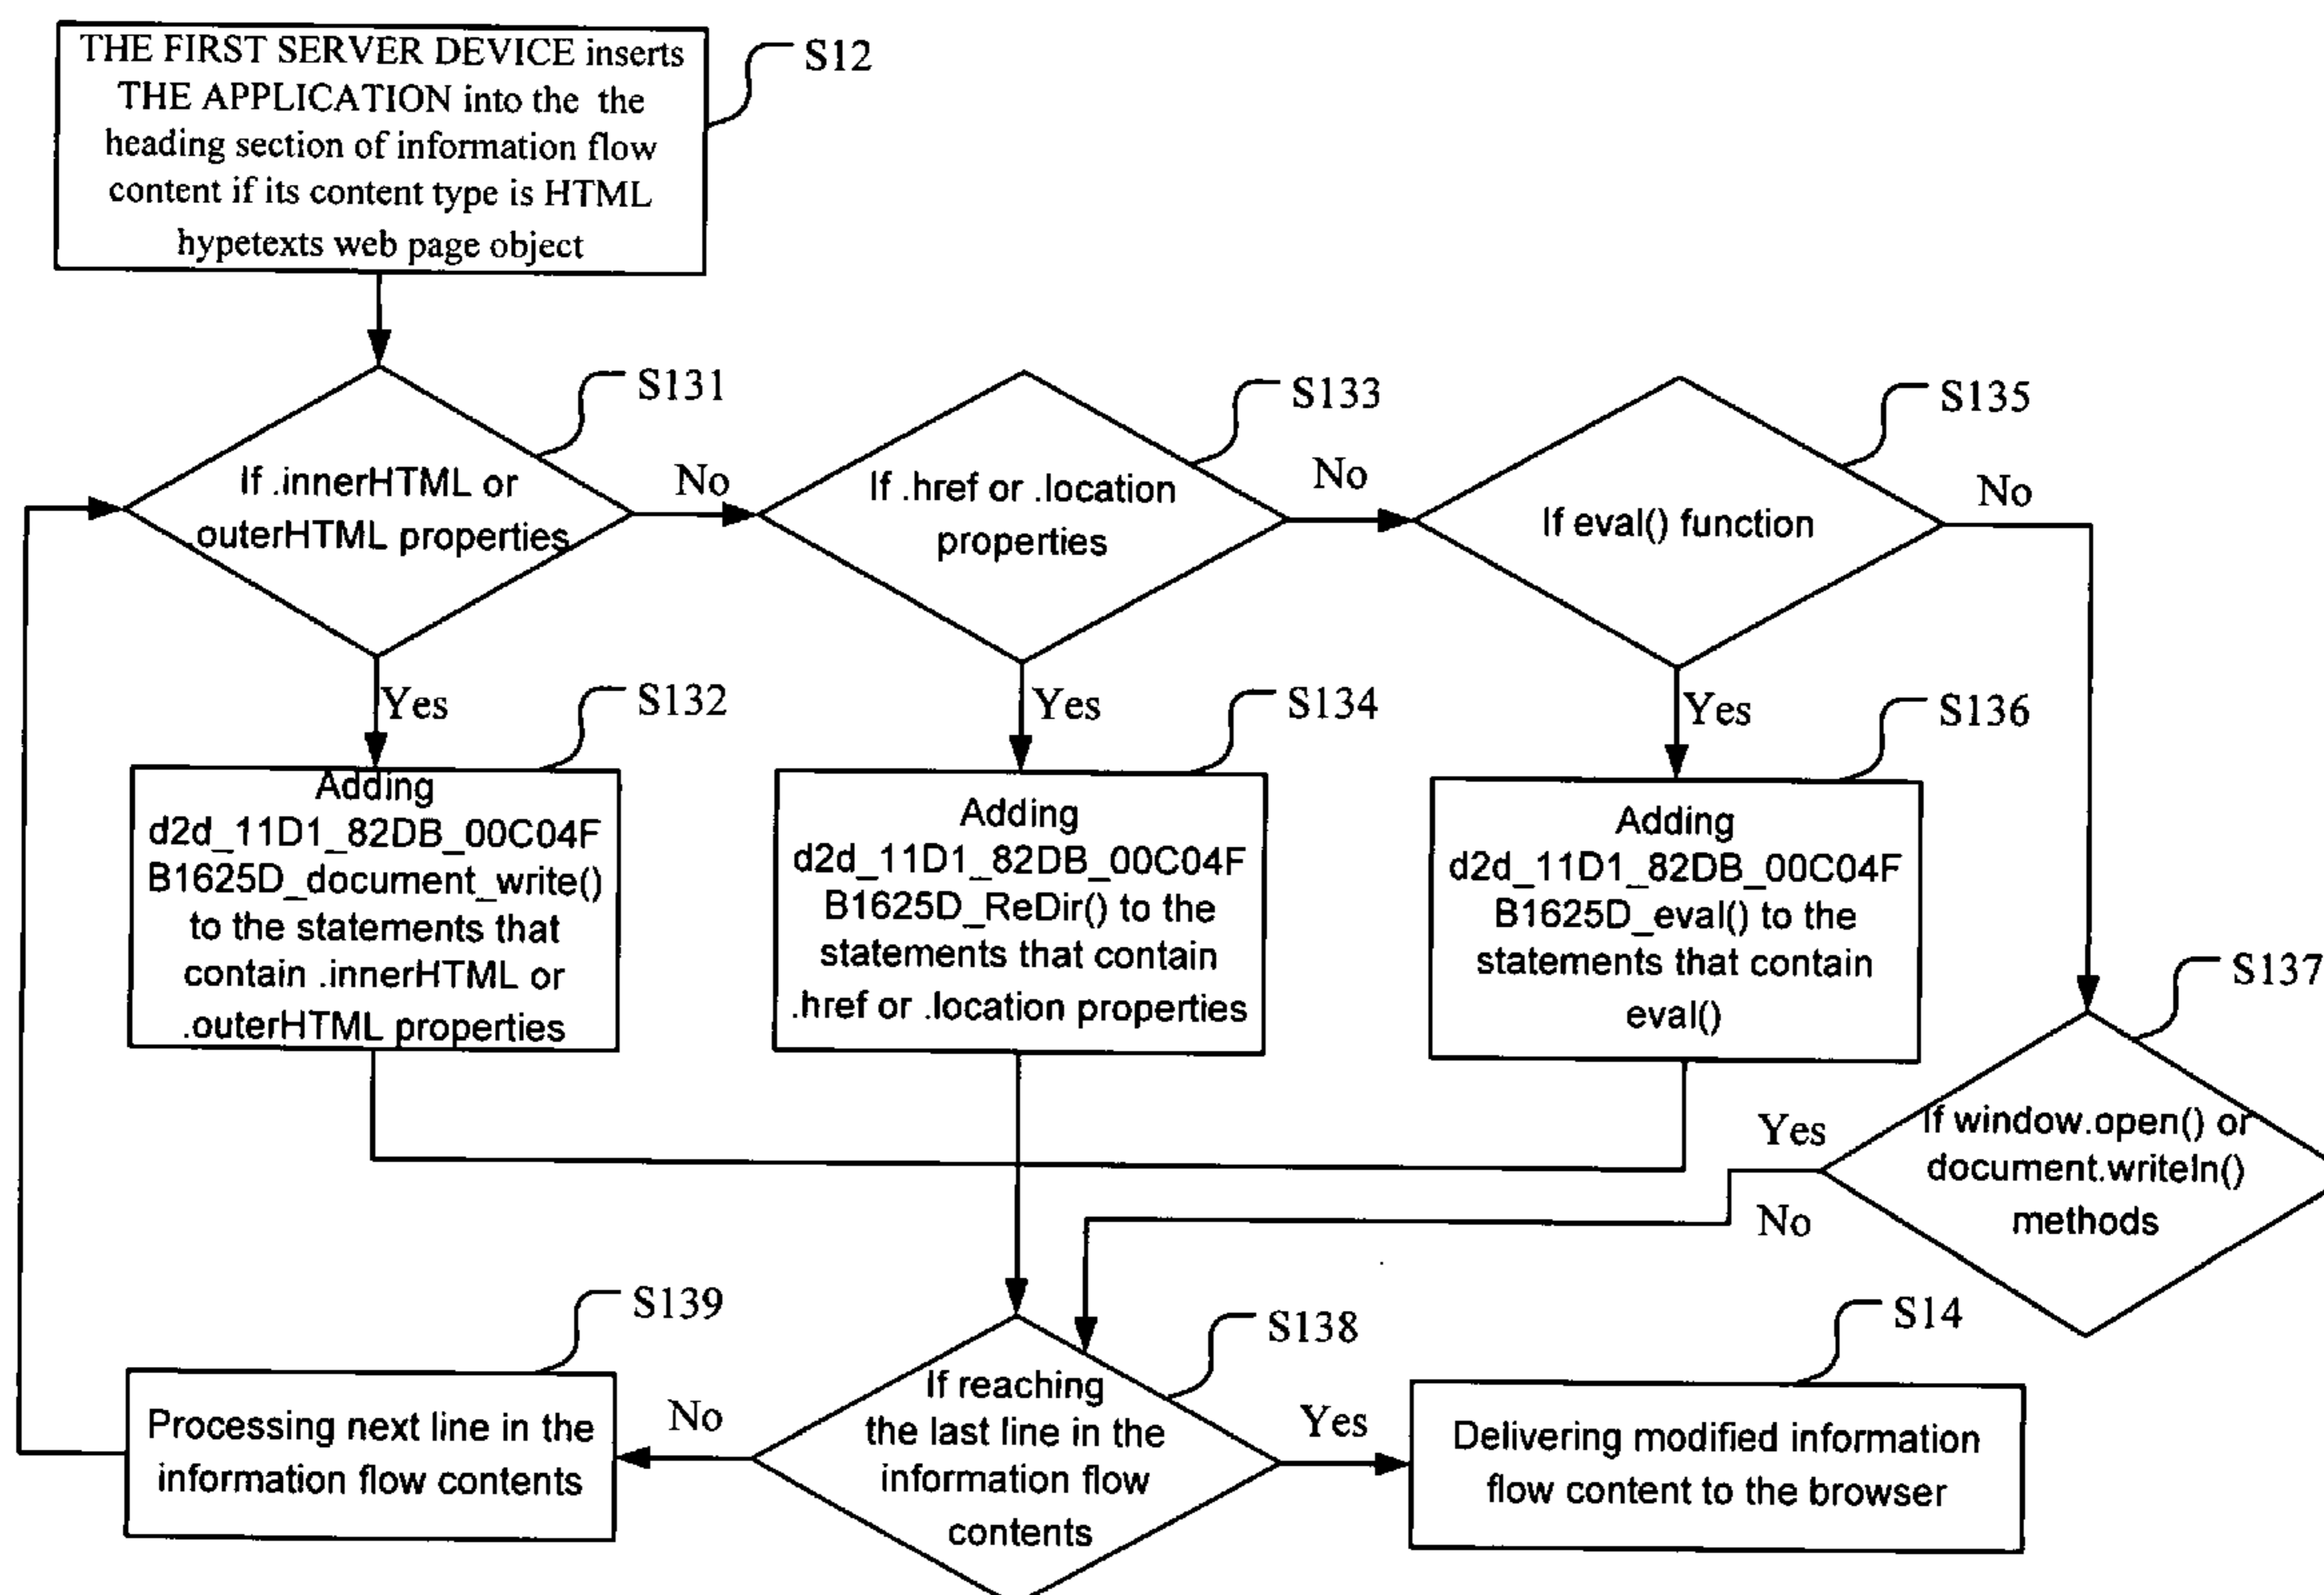 THE FIRST SERVER DEVICE inserts
THE APPLICATION into the the
heading section of information flow
content if its content type is HTML
hypetexts web page object
S12
S131
If .innerHTML or
.outerHTML properties
No
S133
If .href or .location
properties
No
S135
If eval() function
No
Yes
S132
Adding
d2d_11D1_82DB_00C04F
B1625D_document_write()
to the statements that
contain .innerHTML or
.outerHTML properties
Yes
S134
Adding
d2d_11D1_82DB_00C04F
B1625D_ReDir() to the
statements that contain
.href or .location properties
Yes
S136
Adding
d2d_11D1_82DB_00C04F
B1625D_eval() to the
statements that contain
eval()
S137
If window.open() or
document.writeln()
methods
Yes
No
S139
Processing next line in the
information flow contents
No
S138
If reaching
the last line in the
information flow
contents
Yes
S14
Delivering modified information
flow content to the browser